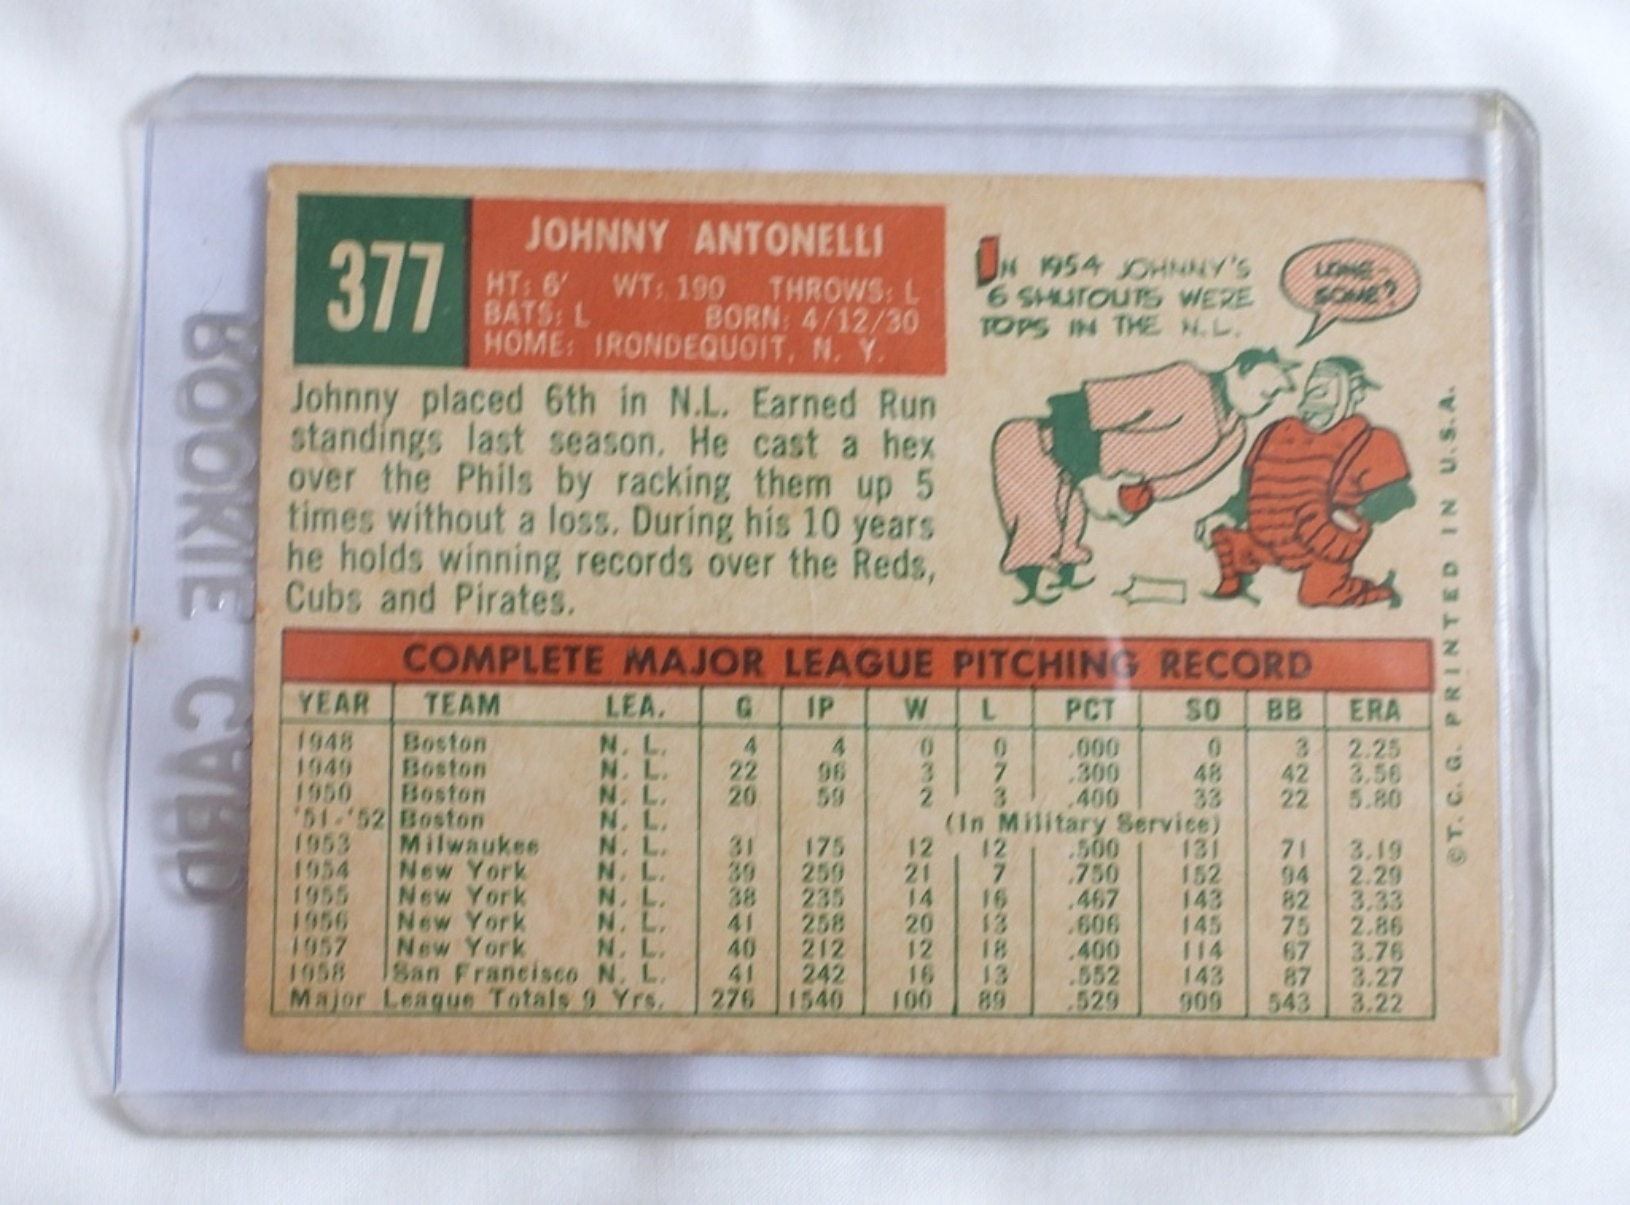 377
JOHNNY ANTONELLI
HT: 6' WT: 190 THROWS: L
BATS: L BORN: 4/12/30
HOME: IRONDEQUOIT, N. Y.
IN 1954 JOHNNY'S
6 SHUTOUTS WERE
TOPS IN THE N.L.
LONE-
SOME?
Johnny placed 6th in N.L. Earned Run
standings last season. He cast a hex
over the Phils by racking them up 5
times without a loss. During his 10 years
he holds winning records over the Reds,
Cubs and Pirates.
COMPLETE MAJOR LEAGUE PITCHING RECORD
YEAR TEAM LEA. G IP W L PCT SO BB ERA
1948 Boston N. L. 4 4 0 0 .000 0 3 2.25
1949 Boston N. L. 22 96 3 7 .300 48 42 3.56
1950 Boston N. L. 20 59 2 3 .400 33 22 5.80
'51-'52 Boston N. L. (In Military Service)
1953 Milwaukee N. L. 31 175 12 12 .500 131 71 3.19
1954 New York N. L. 39 259 21 7 .750 152 94 2.29
1955 New York N. L. 38 235 14 16 .467 143 82 3.33
1956 New York N. L. 41 258 20 13 .606 145 75 2.86
1957 New York N. L. 40 212 12 18 .400 114 67 3.76
1958 San Francisco N. L. 41 242 16 13 .552 143 87 3.27
Major League Totals 9 Yrs. 276 1540 100 89 .529 909 543 3.22
©T. C. G. PRINTED IN U.S.A.
ROOKIE CARD